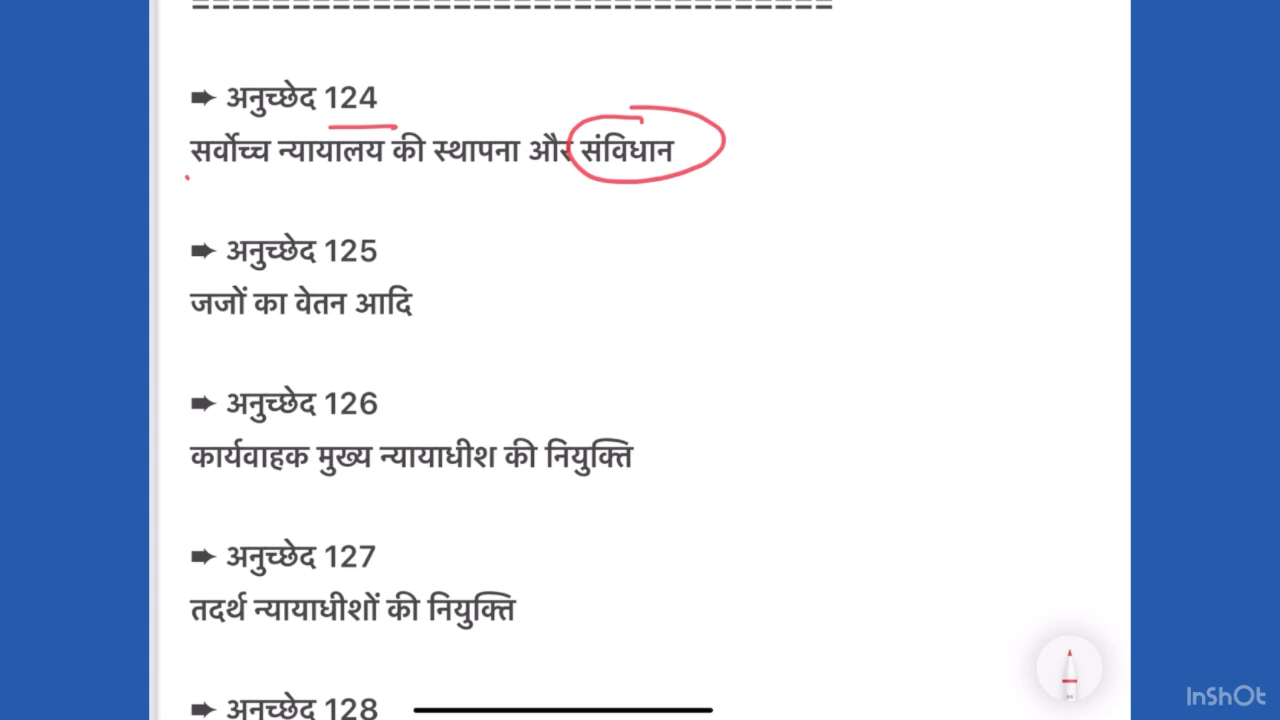 =================================
➨ अनुच्छेद 124
सर्वोच्च न्यायालय की स्थापना और संविधान
➨ अनुच्छेद 125
जजों का वेतन आदि
➨ अनुच्छेद 126
कार्यवाहक मुख्य न्यायाधीश की नियुक्ति
➨ अनुच्छेद 127
तदर्थ न्यायाधीशों की नियुक्ति
➨ अनुच्छेद 128
InShOt